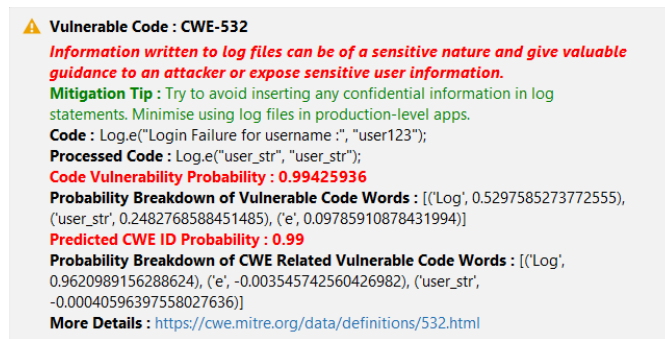 Vulnerable Code : CWE-532
Information written to log files can be of a sensitive nature and give valuable
guidance to an attacker or expose sensitive user information.
Mitigation Tip : Try to avoid inserting any confidential information in log
statements. Minimise using log files in production-level apps.
Code : Log.e("Login Failure for username :", "user123");
Processed Code : Log.e("user_str", "user_str");
Code Vulnerability Probability : 0.99425936
Probability Breakdown of Vulnerable Code Words : [('Log', 0.5297585273772555),
('user_str', 0.2482768588451485), ('e', 0.09785910878431994)]
Predicted CWE ID Probability : 0.99
Probability Breakdown of CWE Related Vulnerable Code Words : [('Log',
0.9620989156288624), ('e', -0.003545742560426982), ('user_str',
-0.00040596397558027636)]
More Details : https://cwe.mitre.org/data/definitions/532.html